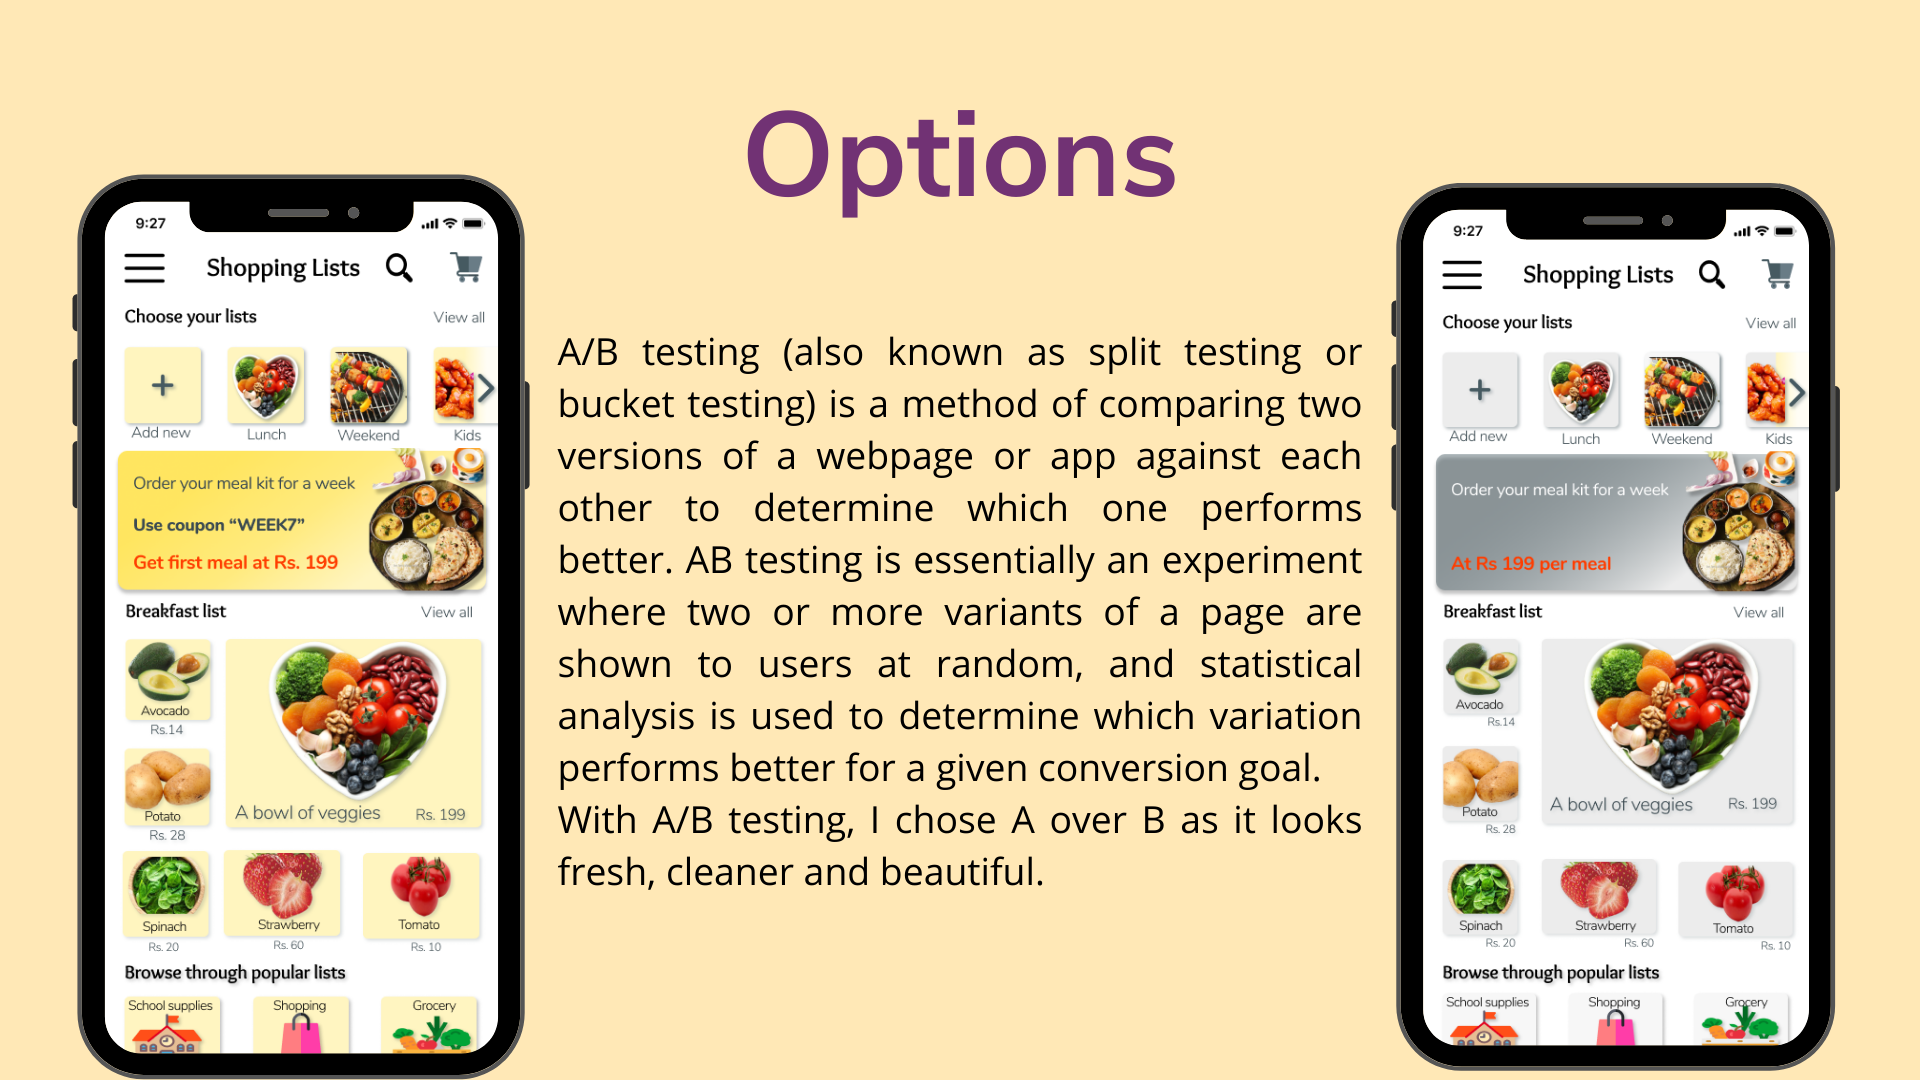 Options
9:27
Shopping Lists
Choose your lists View all
Add new Lunch Weekend Kids
Order your meal kit for a week
Use coupon “WEEK7”
Get first meal at Rs. 199
Breakfast list View all
Avocado
Rs.14
Potato
Rs. 28
A bowl of veggies Rs. 199
Spinach Strawberry Tomato
Rs. 20 Rs. 60 Rs. 10
Browse through popular lists
School supplies Shopping Grocery
A/B testing (also known as split testing or
bucket testing) is a method of comparing two
versions of a webpage or app against each
other to determine which one performs
better. AB testing is essentially an experiment
where two or more variants of a page are
shown to users at random, and statistical
analysis is used to determine which variation
performs better for a given conversion goal.
With A/B testing, I chose A over B as it looks
fresh, cleaner and beautiful.
9:27
Shopping Lists
Choose your lists View all
Add new Lunch Weekend Kids
Order your meal kit for a week
At Rs 199 per meal
Breakfast list View all
Avocado
Rs.14
Potato
Rs. 28
A bowl of veggies Rs. 199
Spinach Strawberry Tomato
Rs. 20 Rs. 60 Rs. 10
Browse through popular lists
School supplies Shopping Grocery